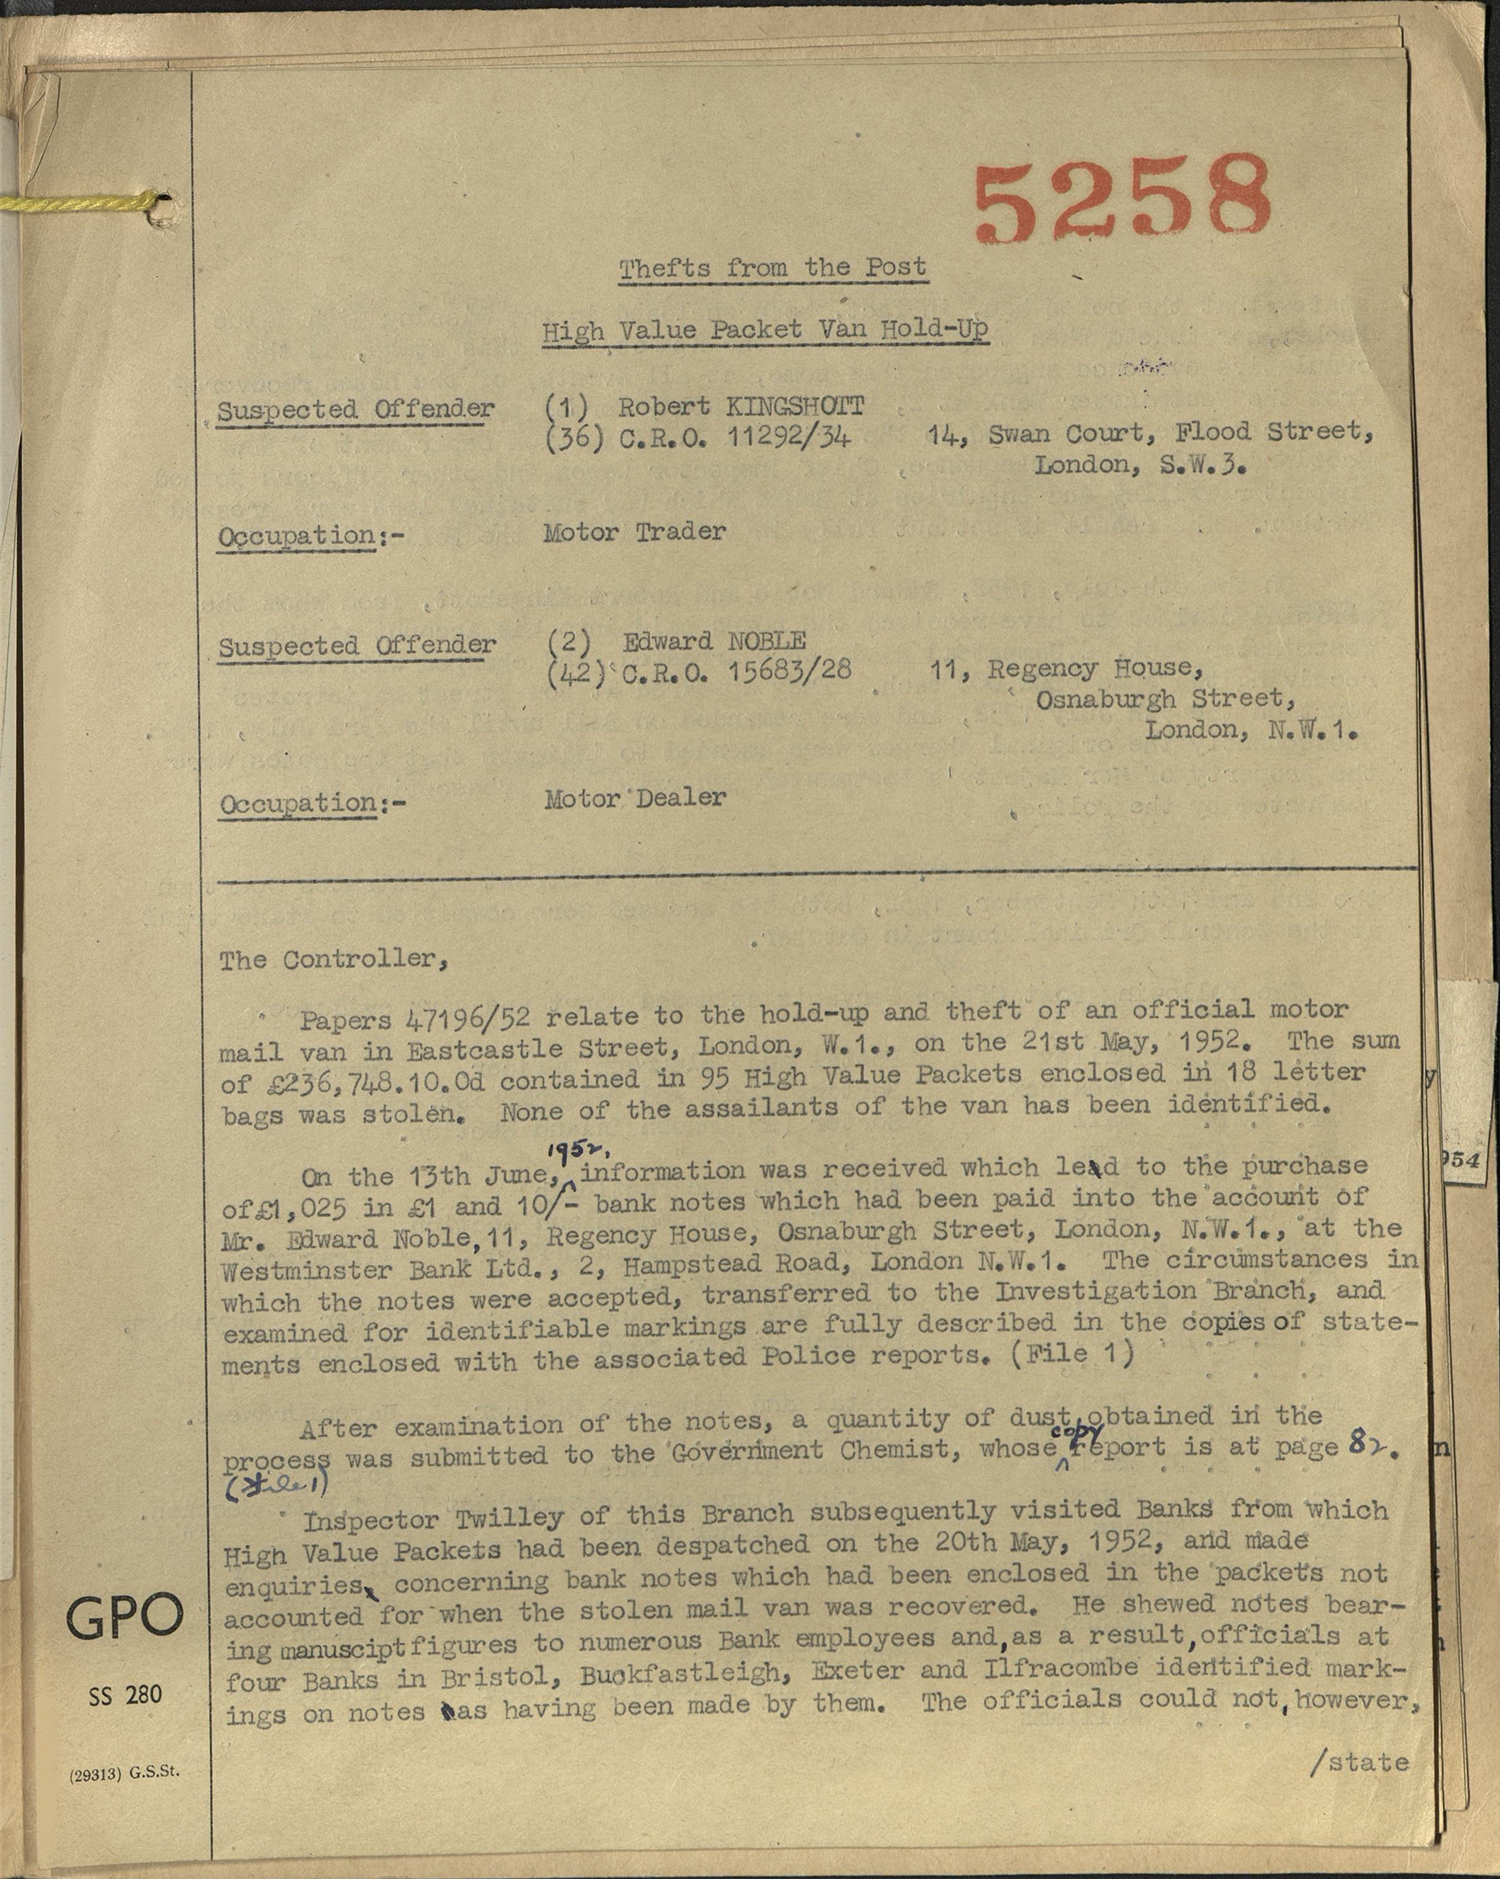 5258
Thefts from the Post
High Value Packet Van Hold-Up
Suspected Offender (1) Robert KINGSHOTT
(36) C.R.O. 11292/34 14, Swan Court, Flood Street,
London, S.W.3.
Occupation:- Motor Trader
Suspected Offender (2) Edward NOBLE
(42) C.R.O. 15683/28 11, Regency House,
Osnaburgh Street,
London, N.W.1.
Occupation:- Motor Dealer
The Controller,
Papers 47196/52 relate to the hold-up and theft of an official motor
mail van in Eastcastle Street, London, W.1., on the 21st May, 1952. The sum
of £236,748.10.0d contained in 95 High Value Packets enclosed in 18 letter
bags was stolen. None of the assailants of the van has been identified.
1952,
On the 13th June, information was received which led to the purchase
of £1,025 in £1 and 10/- bank notes which had been paid into the account of
Mr. Edward Noble, 11, Regency House, Osnaburgh Street, London, N.W.1., at the
Westminster Bank Ltd., 2, Hampstead Road, London N.W.1. The circumstances in
which the notes were accepted, transferred to the Investigation Branch, and
examined for identifiable markings are fully described in the copies of state-
ments enclosed with the associated Police reports. (File 1)
After examination of the notes, a quantity of dust, obtained in the
copy
process was submitted to the Government Chemist, whose report is at page 82.
(File 1)
Inspector Twilley of this Branch subsequently visited Banks from which
High Value Packets had been despatched on the 20th May, 1952, and made
enquiries concerning bank notes which had been enclosed in the packets not
accounted for when the stolen mail van was recovered. He shewed notes bear-
ing manuscipt figures to numerous Bank employees and, as a result, officials at
four Banks in Bristol, Buckfastleigh, Exeter and Ilfracombe identified mark-
ings on notes as having been made by them. The officials could not, however,
/state
GPO
SS 280
(29313) G.S.St.
y
954
n